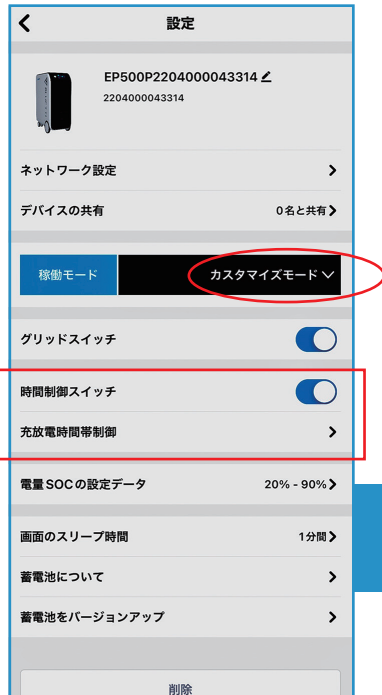 設定
EP500P2204000043314
2204000043314
ネットワーク設定
デバイスの共有 0名と共有
稼働モード カスタマイズモード
グリッドスイッチ
時間制御スイッチ
充放電時間帯制御
電量SOCの設定データ 20% - 90%
画面のスリープ時間 1分間
蓄電池について
蓄電池をバージョンアップ
削除